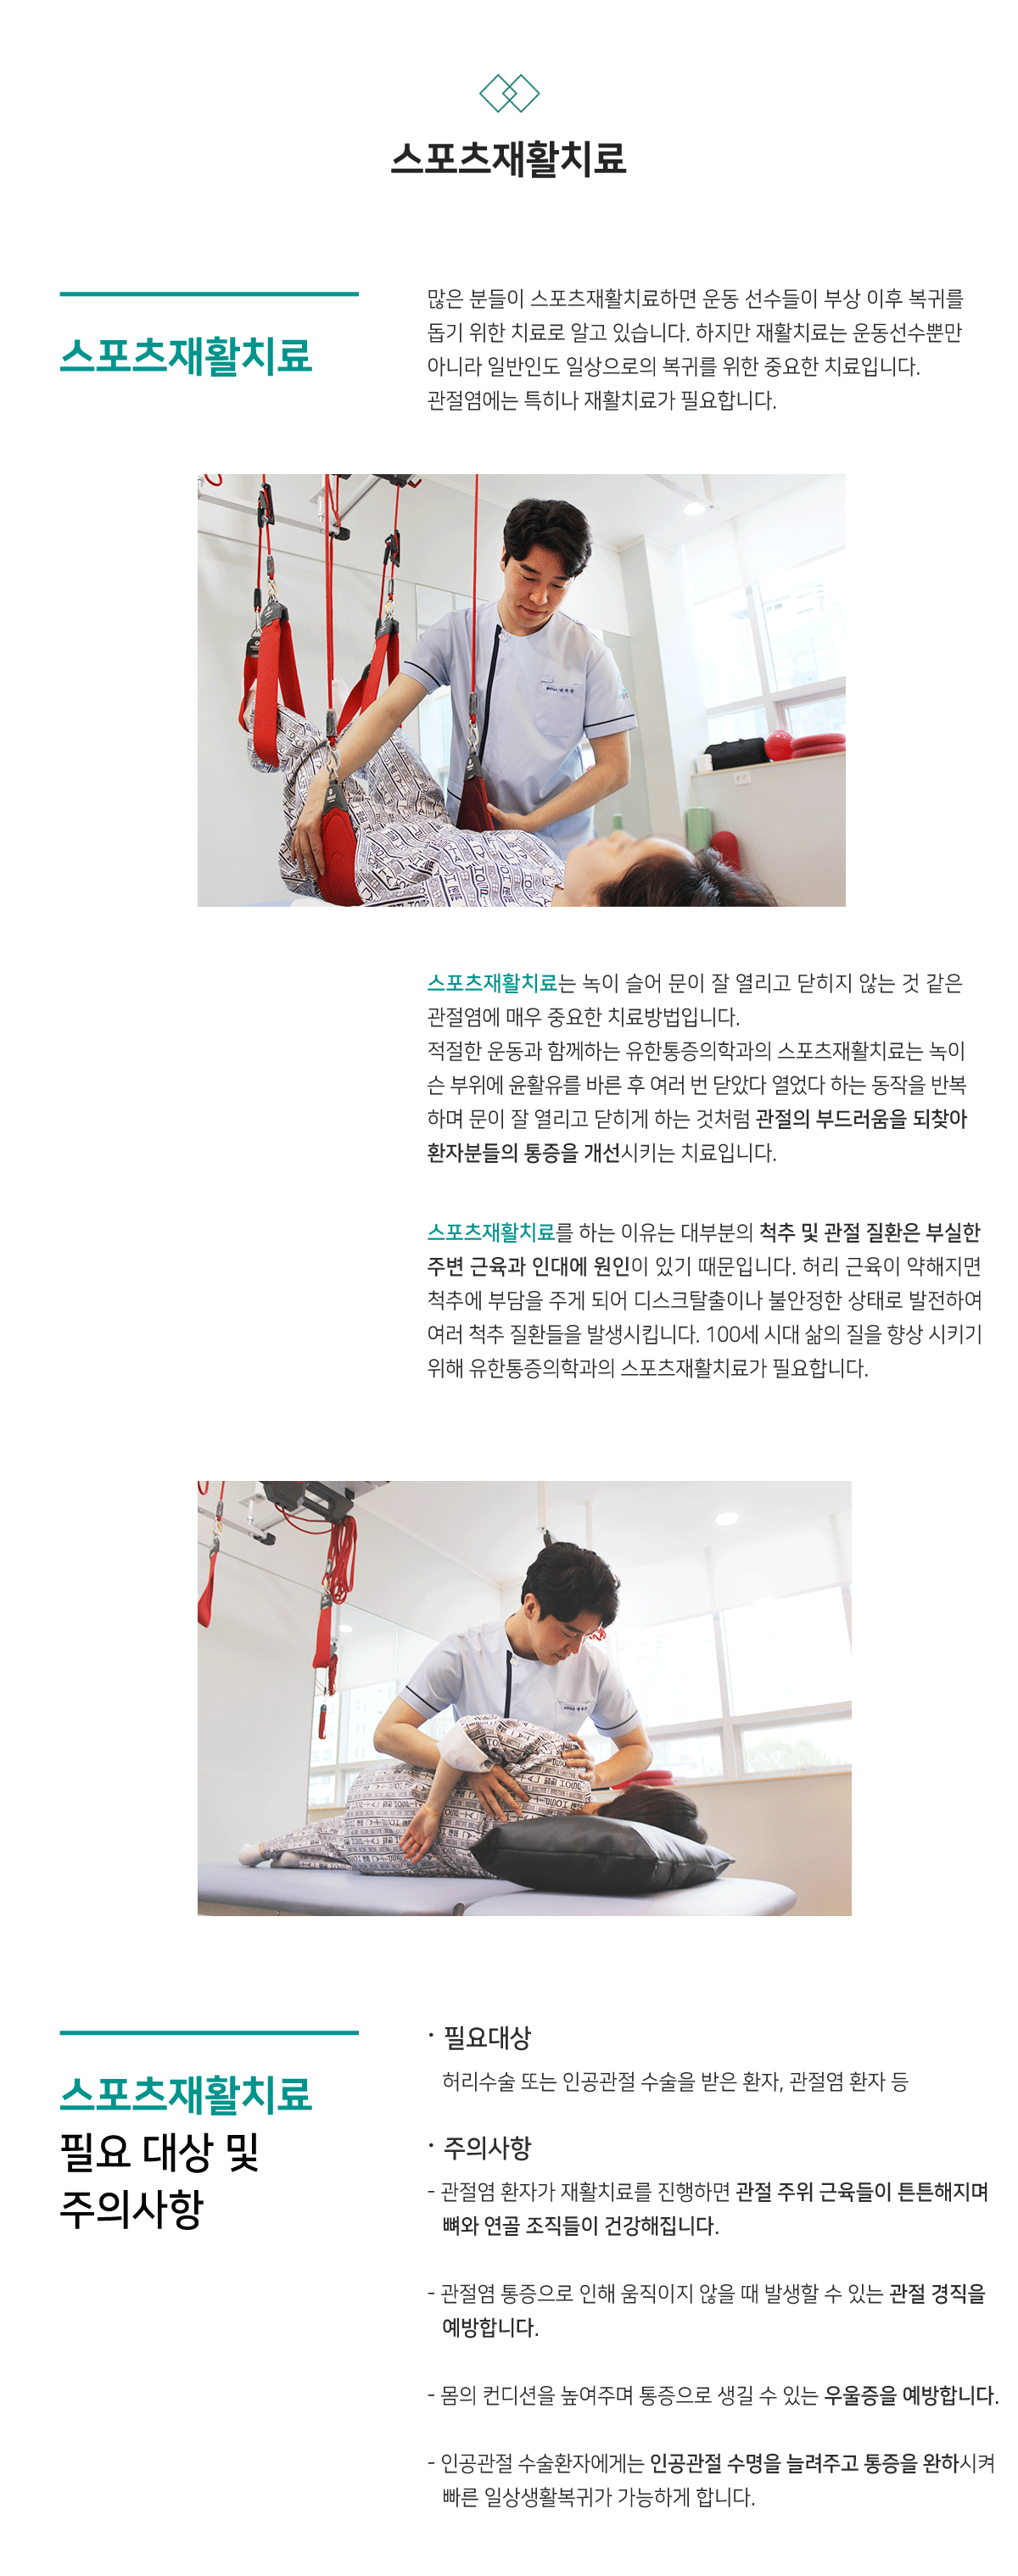 스포츠재활치료
스포츠재활치료
많은 분들이 스포츠재활치료하면 운동 선수들이 부상 이후 복귀를
돕기 위한 치료로 알고 있습니다. 하지만 재활치료는 운동선수뿐만
아니라 일반인도 일상으로의 복귀를 위한 중요한 치료입니다.
관절염에는 특히나 재활치료가 필요합니다.
스포츠재활치료는 녹이 슬어 문이 잘 열리고 닫히지 않는 것 같은
관절염에 매우 중요한 치료방법입니다.
적절한 운동과 함께하는 유한통증의학과의 스포츠재활치료는 녹이
슨 부위에 윤활유를 바른 후 여러 번 닫았다 열었다 하는 동작을 반복
하며 문이 잘 열리고 닫히게 하는 것처럼 관절의 부드러움을 되찾아
환자분들의 통증을 개선시키는 치료입니다.
스포츠재활치료를 하는 이유는 대부분의 척추 및 관절 질환은 부실한
주변 근육과 인대에 원인이 있기 때문입니다. 허리 근육이 약해지면
척추에 부담을 주게 되어 디스크탈출이나 불안정한 상태로 발전하여
여러 척추 질환들을 발생시킵니다. 100세 시대 삶의 질을 향상 시키기
위해 유한통증의학과의 스포츠재활치료가 필요합니다.
스포츠재활치료
필요 대상 및
주의사항
· 필요대상
허리수술 또는 인공관절 수술을 받은 환자, 관절염 환자 등
· 주의사항
- 관절염 환자가 재활치료를 진행하면 관절 주위 근육들이 튼튼해지며
뼈와 연골 조직들이 건강해집니다.
- 관절염 통증으로 인해 움직이지 않을 때 발생할 수 있는 관절 경직을
예방합니다.
- 몸의 컨디션을 높여주며 통증으로 생길 수 있는 우울증을 예방합니다.
- 인공관절 수술환자에게는 인공관절 수명을 늘려주고 통증을 완하시켜
빠른 일상생활복귀가 가능하게 합니다.